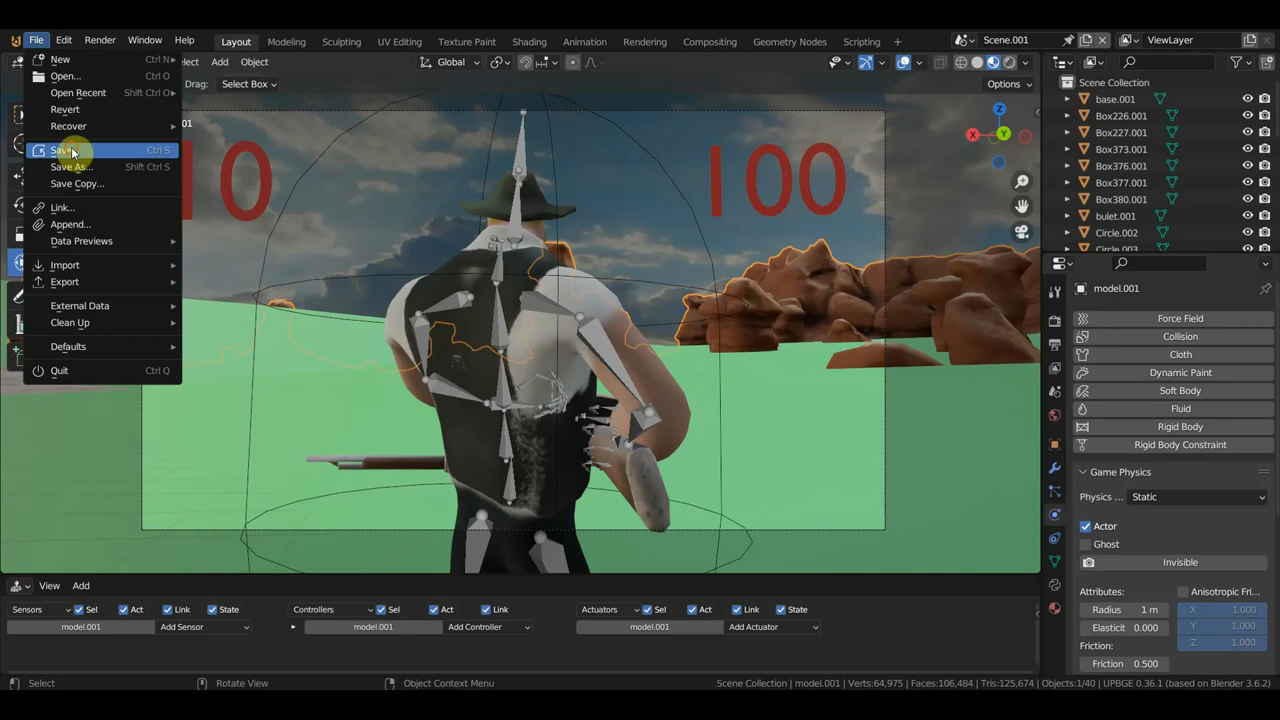 File Edit Render Window Help Layout Modeling Sculpting UV Editing Texture Paint Shading Animation Rendering Compositing Geometry Nodes Scripting Scene.001 ViewLayer
New Ctrl N
Open... Ctrl O
Open Recent Shift Ctrl O
Revert
Recover
Save Ctrl S
Save As... Shift Ctrl S
Save Copy...
Link...
Append...
Data Previews
Import
Export
External Data
Clean Up
Defaults
Quit Ctrl Q
Add Object Global
Drag: Select Box Options
10 100
Scene Collection
base.001
Box226.001
Box227.001
Box373.001
Box376.001
Box377.001
Box380.001
bulet.001
Circle.002
Circle.003
model.001
Force Field
Collision
Cloth
Dynamic Paint
Soft Body
Fluid
Rigid Body
Rigid Body Constraint
Game Physics
Physics ... Static
Actor
Ghost
Invisible
Attributes: Anisotropic Fri...
Radius 1 m X 1.000
Elasticit 0.000 Y 1.000
Friction: Z 1.000
Friction 0.500
View Add
Sensors Sel Act Link State Controllers Sel Act Link Actuators Sel Act Link State
model.001 Add Sensor model.001 Add Controller model.001 Add Actuator
Select Rotate View Object Context Menu Scene Collection | model.001 | Verts:64,975 | Faces:106,484 | Tris:125,674 | Objects:1/40 | UPBGE 0.36.1 (based on Blender 3.6.2)